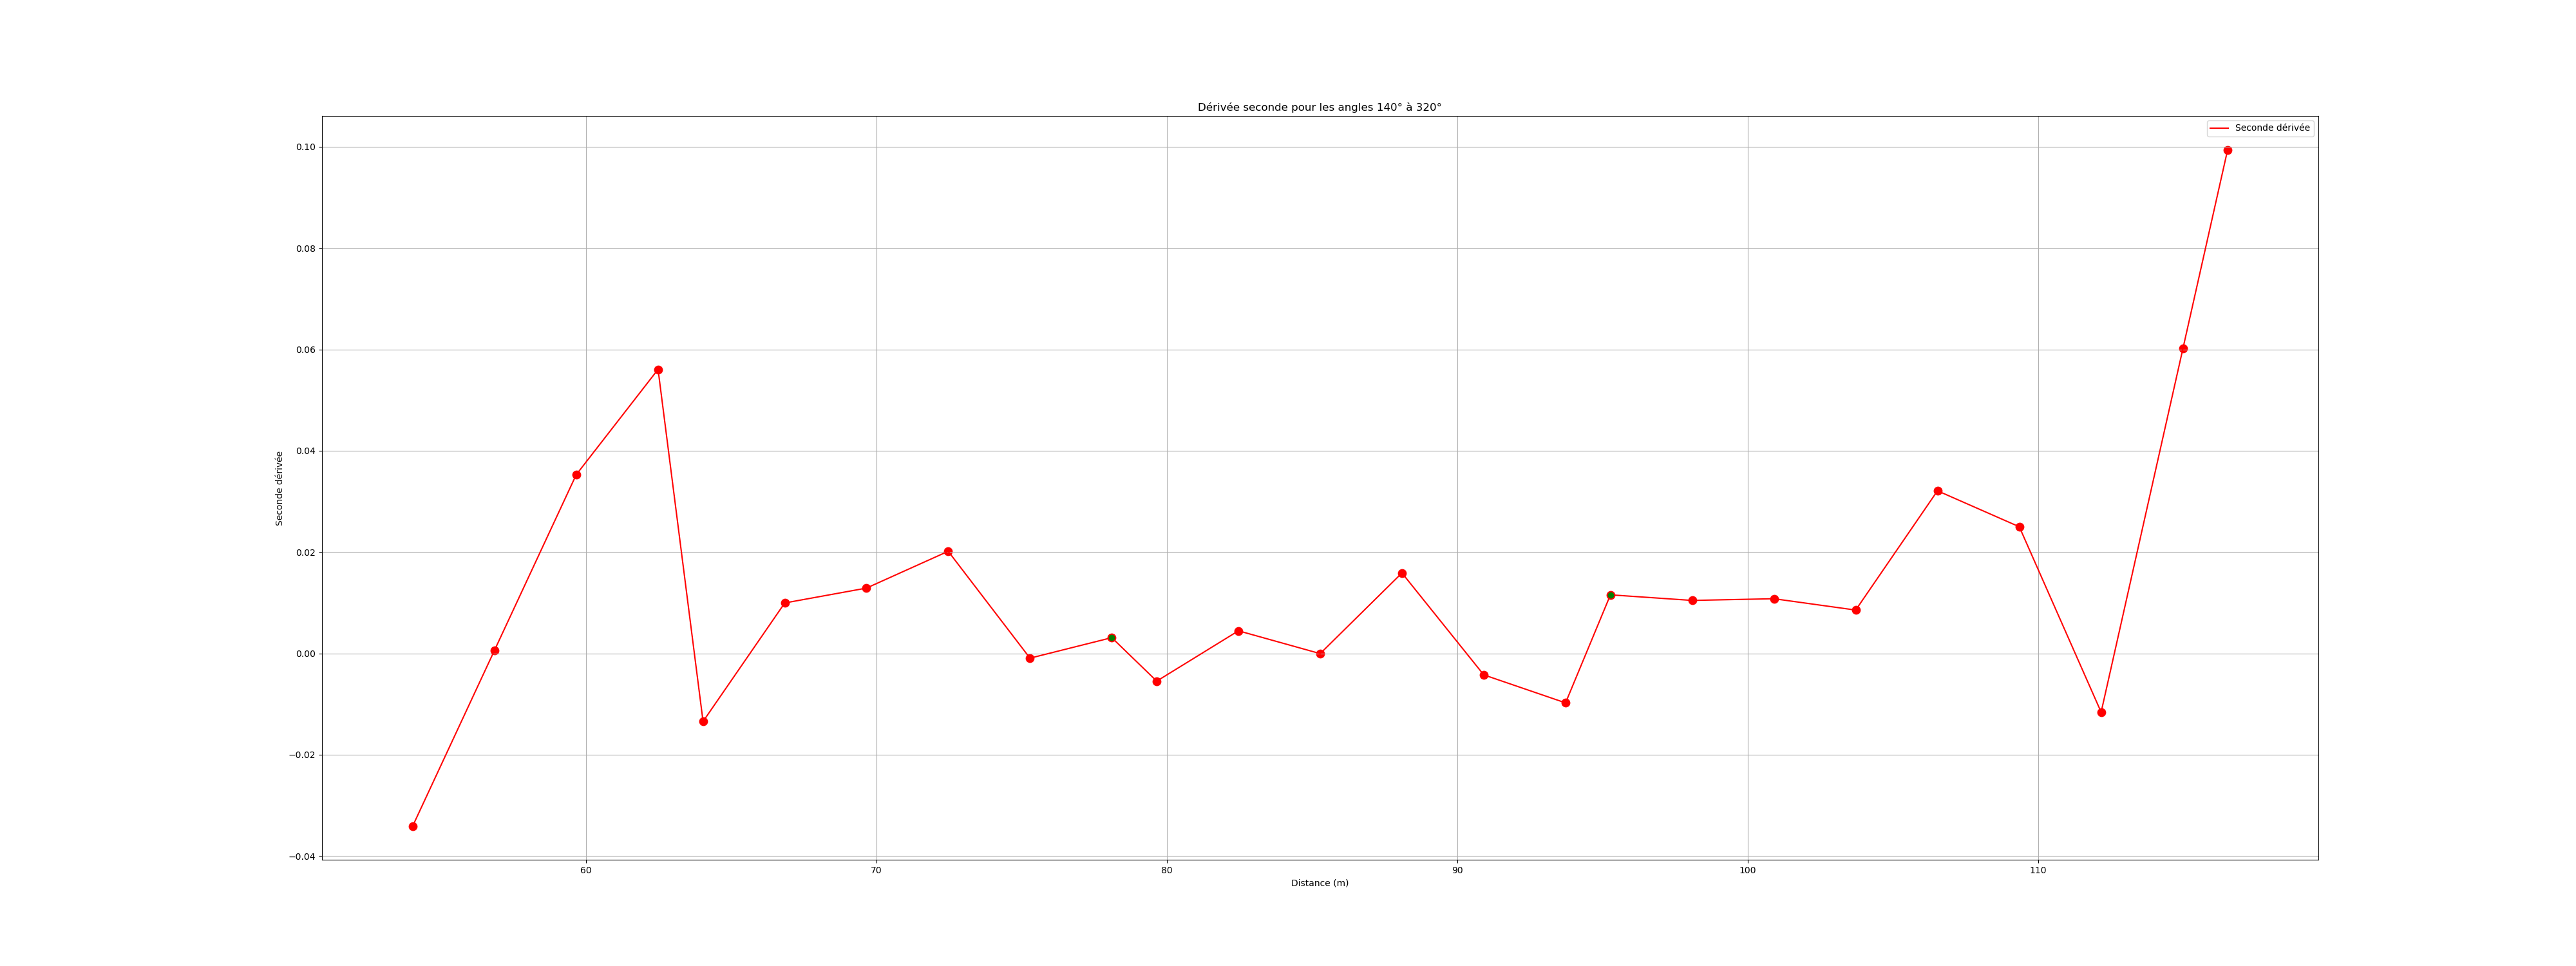 Dérivée seconde pour les angles 140° à 320°
Seconde dérivée
0.10
0.08
0.06
0.04
0.02
0.00
−0.02
−0.04
Seconde dérivée
60 70 80 90 100 110
Distance (m)